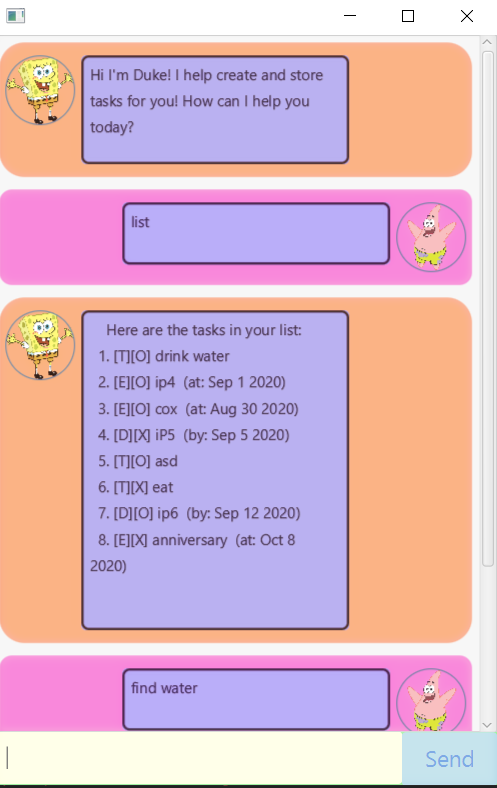 Hi I'm Duke! I help create and store
tasks for you! How can I help you
today?
list
Here are the tasks in your list:
1. [T][O] drink water
2. [E][O] ip4  (at: Sep 1 2020)
3. [E][O] cox  (at: Aug 30 2020)
4. [D][X] iP5  (by: Sep 5 2020)
5. [T][O] asd
6. [T][X] eat
7. [D][O] ip6  (by: Sep 12 2020)
8. [E][X] anniversary  (at: Oct 8
2020)
find water
Send